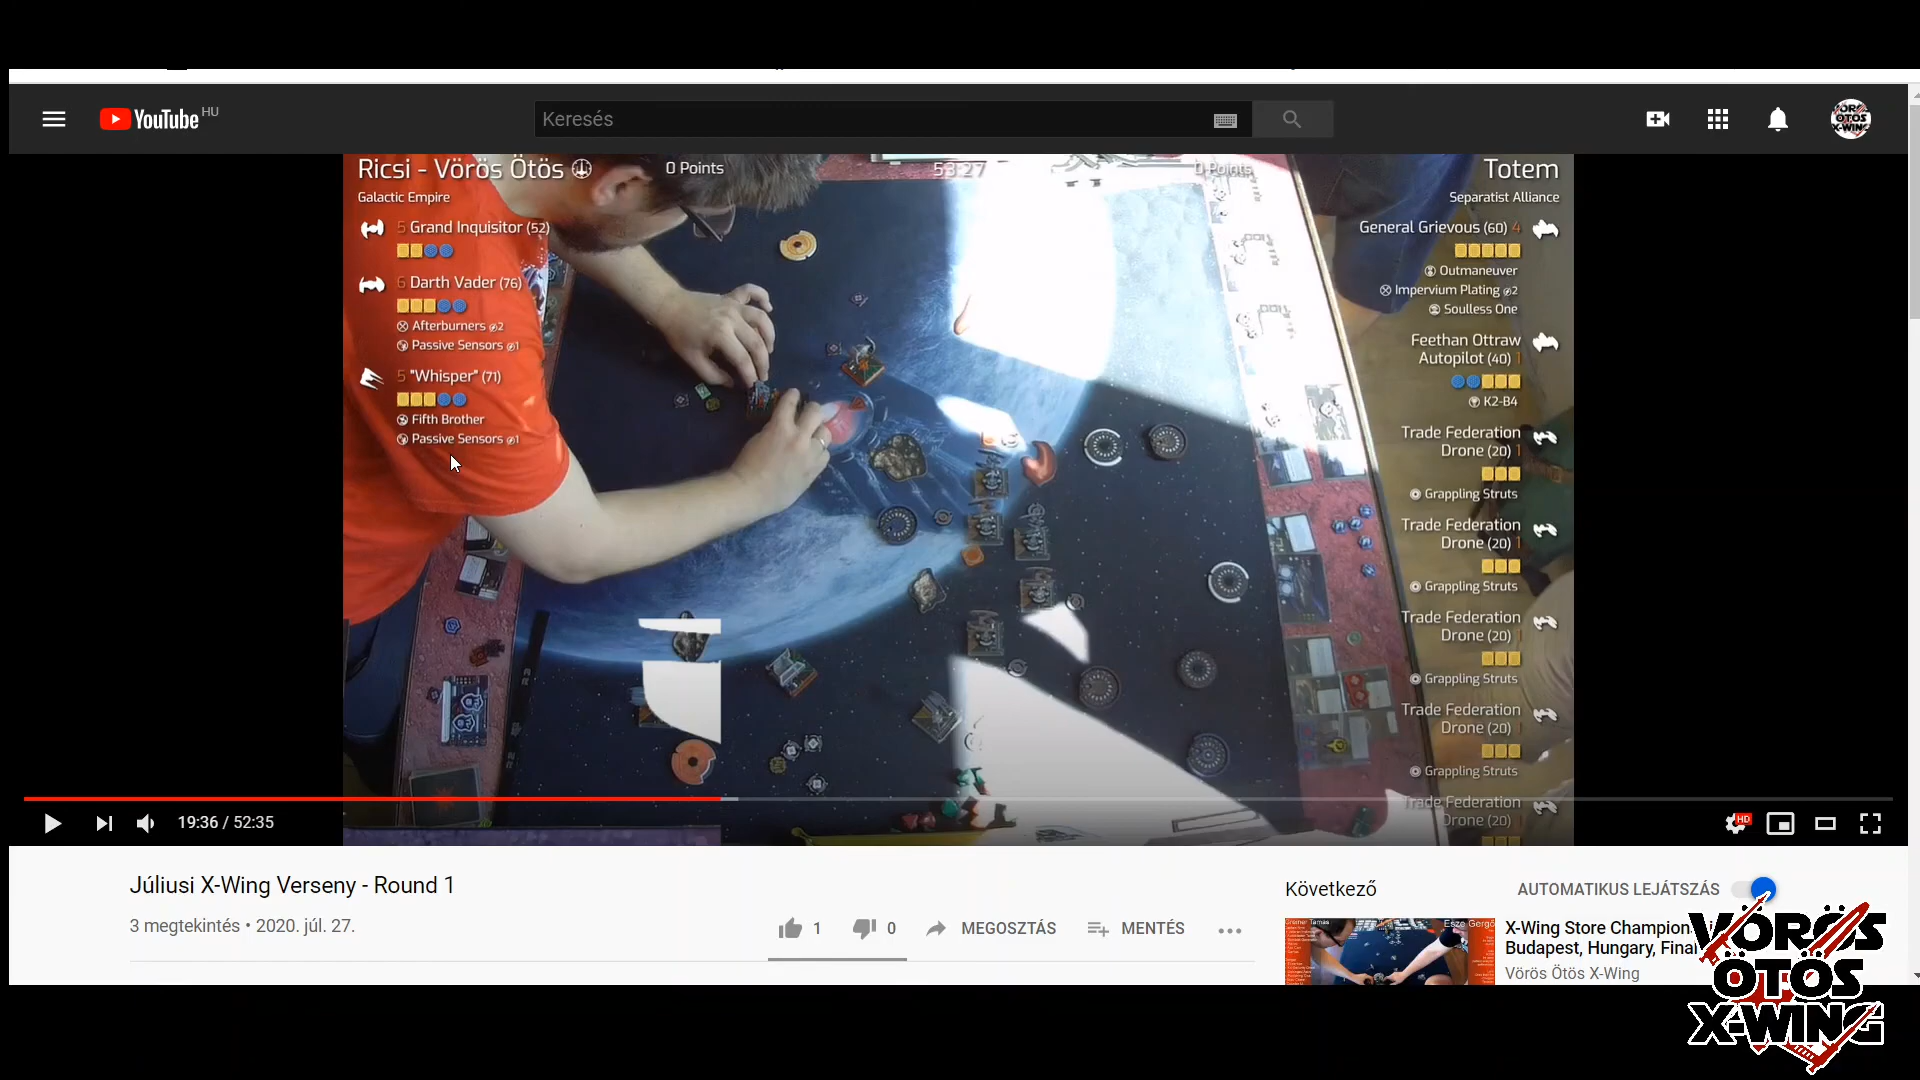 YouTube HU
Keresés
Ricsi - Vörös Ötös
0 Points
53:27
0 Points
Totem
Galactic Empire
Separatist Alliance
5 Grand Inquisitor (52)
6 Darth Vader (76)
Afterburners 2
Passive Sensors 1
5 "Whisper" (71)
Fifth Brother
Passive Sensors 1
General Grievous (60) 4
Outmaneuver
Impervium Plating 2
Soulless One
Feethan Ottraw
Autopilot (40) 1
K2-B4
Trade Federation
Drone (20) 1
Grappling Struts
Trade Federation
Drone (20) 1
Grappling Struts
Trade Federation
Drone (20) 1
Grappling Struts
Trade Federation
Drone (20) 1
Grappling Struts
Trade Federation
Drone (20) 1
19:36 / 52:35
HD
Júliusi X-Wing Verseny - Round 1
3 megtekintés • 2020. júl. 27.
1
0
MEGOSZTÁS
MENTÉS
Következő
AUTOMATIKUS LEJÁTSZÁS
Esze Gergő
X-Wing Store Champion
Budapest, Hungary, Final
Vörös Ötös X-Wing
VÖRÖS
ÖTÖS
X-WING